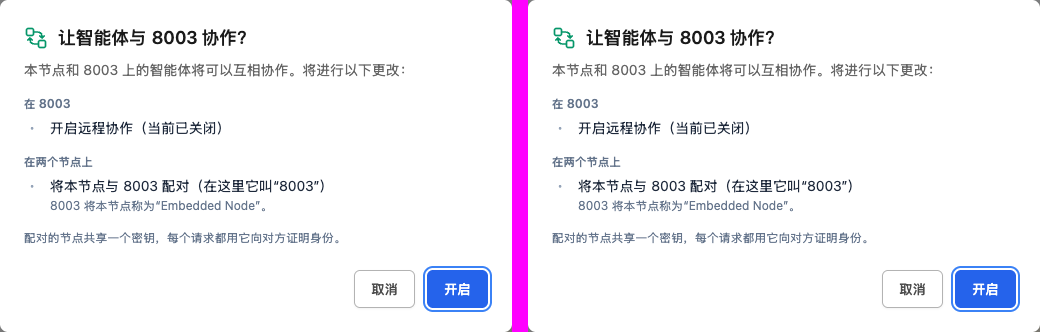 让智能体与 8003 协作？
本节点和 8003 上的智能体将可以互相协作。将进行以下更改：
在 8003
· 开启远程协作（当前已关闭）
在两个节点上
· 将本节点与 8003 配对（在这里它叫“8003”）
8003 将本节点称为“Embedded Node”。
配对的节点共享一个密钥，每个请求都用它向对方证明身份。
取消
开启
让智能体与 8003 协作？
本节点和 8003 上的智能体将可以互相协作。将进行以下更改：
在 8003
· 开启远程协作（当前已关闭）
在两个节点上
· 将本节点与 8003 配对（在这里它叫“8003”）
8003 将本节点称为“Embedded Node”。
配对的节点共享一个密钥，每个请求都用它向对方证明身份。
取消
开启